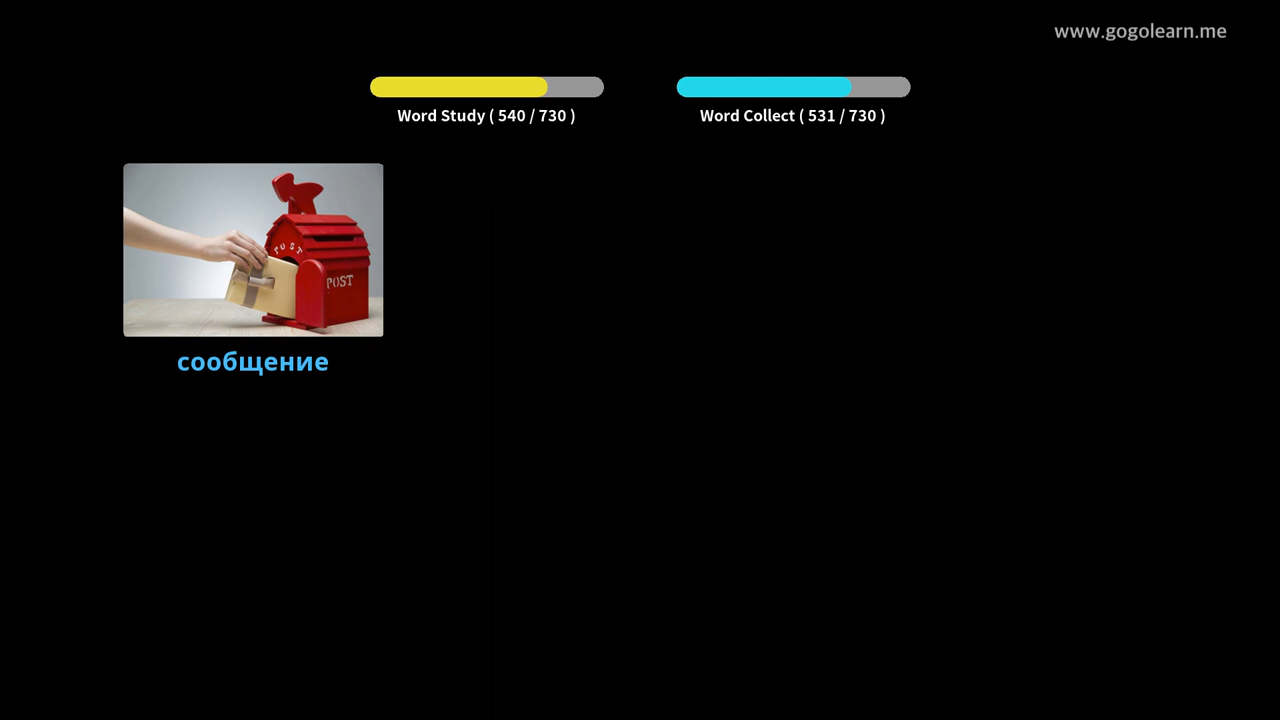 www.gogolearn.me
Word Study ( 540 / 730 )
Word Collect ( 531 / 730 )
POST
POST
сообщение